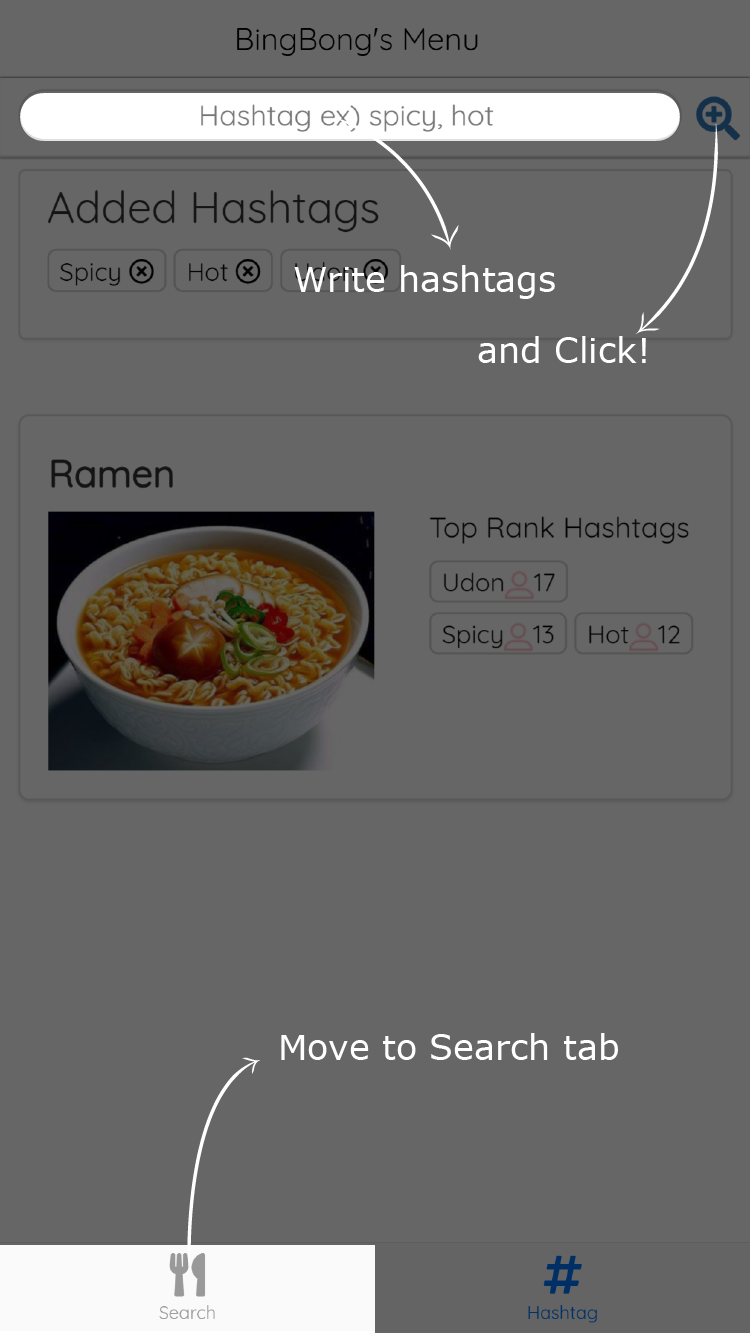 BingBong's Menu
Hashtag ex) spicy, hot
Added Hashtags
Spicy Hot Udon
Write hashtags
and Click!
Ramen
Top Rank Hashtags
Udon 17
Spicy 13 Hot 12
Move to Search tab
Search Hashtag